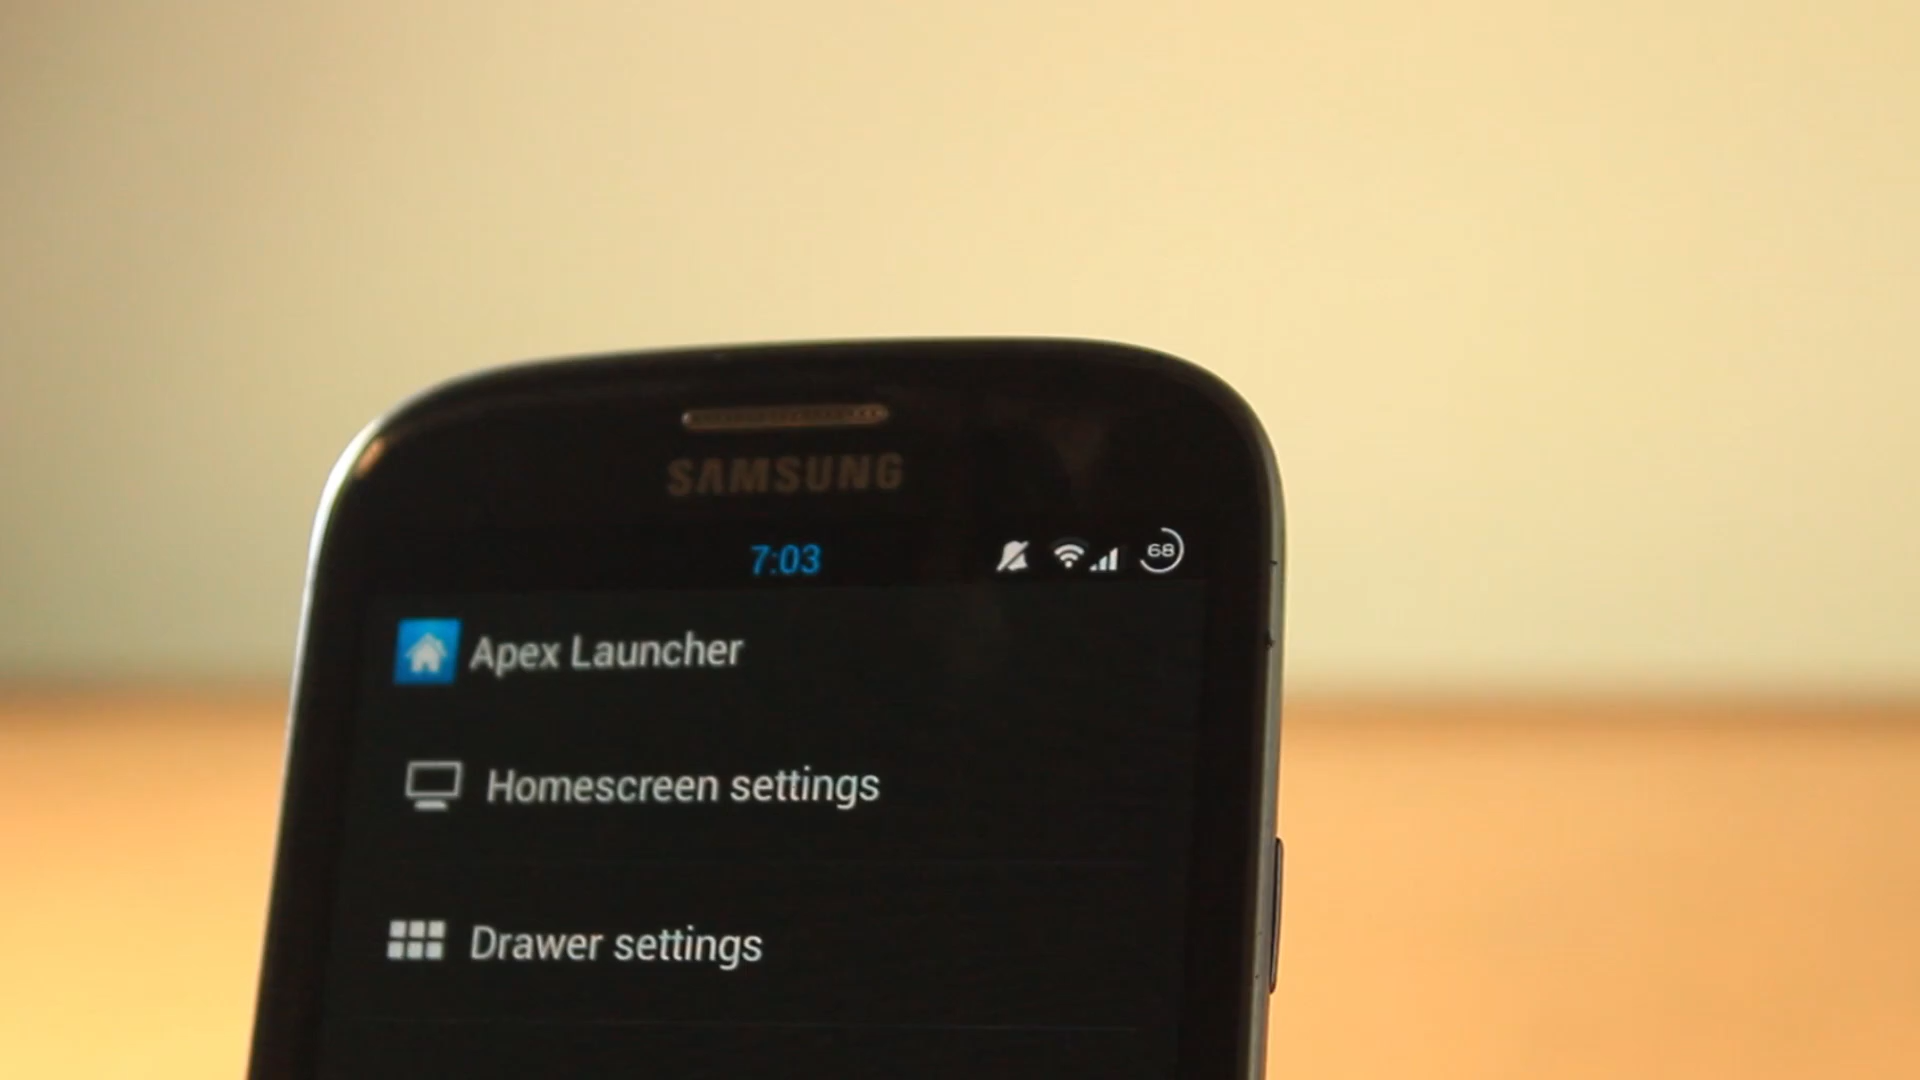 SAMSUNG
7:03 68
Apex Launcher
Homescreen settings
Drawer settings